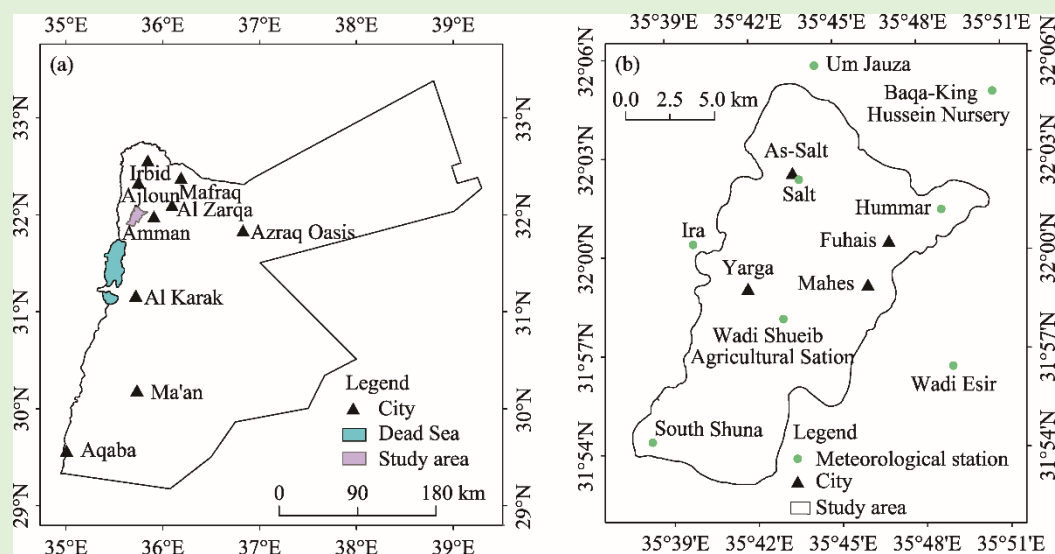 35°E 36°E 37°E 38°E 39°E
(a)
33°N
32°N
31°N
30°N
29°N
Irbid
Ajloun
Mafraq
Al Zarqa
Amman
Azraq Oasis
Al Karak
Ma'an
Aqaba
Legend
City
Dead Sea
Study area
0 90 180 km
33°N
32°N
31°N
30°N
29°N
35°E 36°E 37°E 38°E 39°E
35°39'E 35°42'E 35°45'E 35°48'E 35°51'E
(b)
0.0 2.5 5.0 km
32°06'N
32°03'N
32°00'N
31°57'N
31°54'N
Um Jauza
Baqa-King
Hussein Nursery
As-Salt
Salt
Hummar
Ira
Fuhais
Yarga
Mahes
Wadi Shueib
Agricultural Sation
Wadi Esir
South Shuna
Legend
Meteorological station
City
Study area
32°06'N
32°03'N
32°00'N
31°57'N
31°54'N
35°39'E 35°42'E 35°45'E 35°48'E 35°51'E